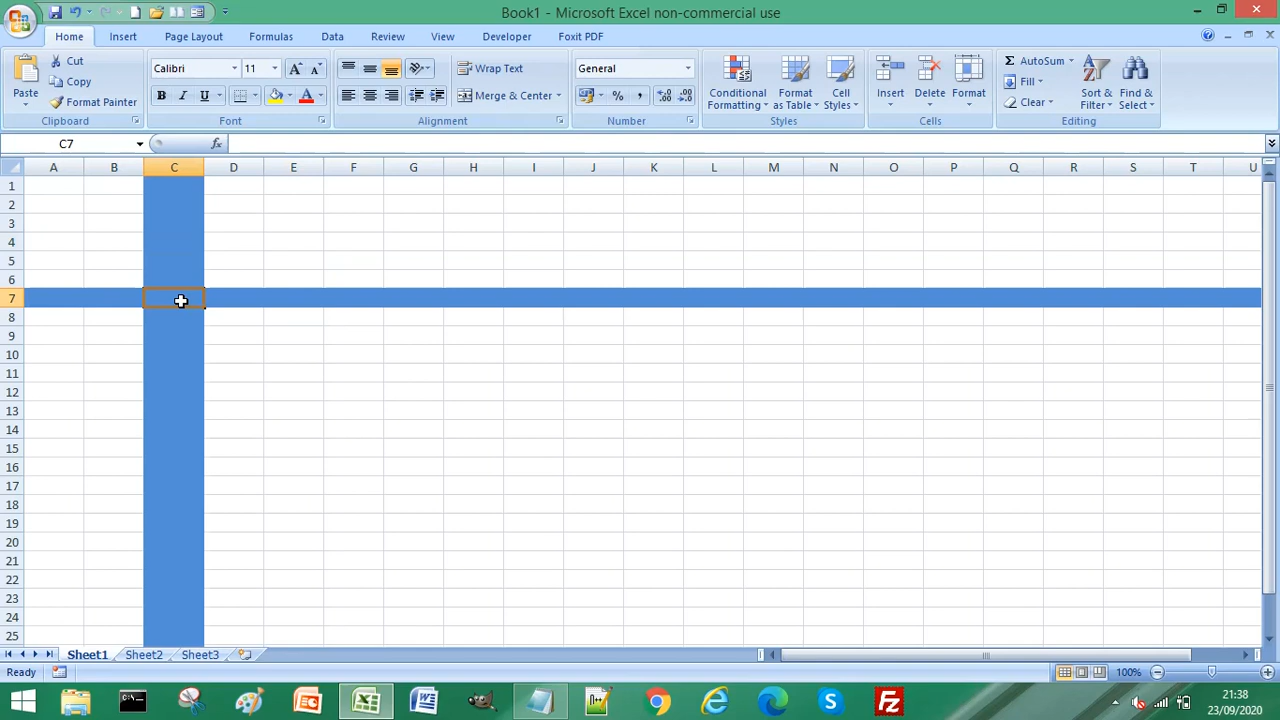 Book1 - Microsoft Excel non-commercial use
Home Insert Page Layout Formulas Data Review View Developer Foxit PDF
Paste
Cut
Copy
Format Painter
Clipboard
Calibri 11
A A
B I U A
Font
Wrap Text
Merge & Center
Alignment
General
% ,
Number
Conditional Formatting
Format as Table
Cell Styles
Styles
Insert Delete Format
Cells
Σ AutoSum
Fill
Clear
Sort & Filter
Find & Select
Editing
C7 fx
A B C D E F G H I J K L M N O P Q R S T U
1
2
3
4
5
6
7
8
9
10
11
12
13
14
15
16
17
18
19
20
21
22
23
24
25
Sheet1 Sheet2 Sheet3
Ready 100%
21:38
23/09/2020